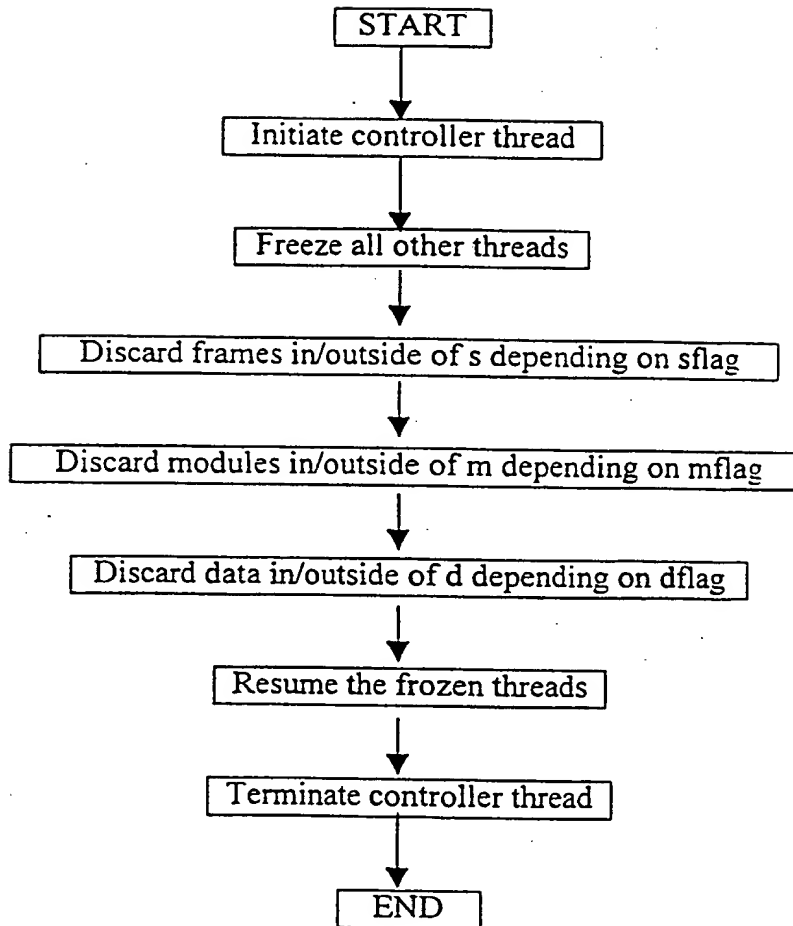 START
Initiate controller thread
Freeze all other threads
Discard frames in/outside of s depending on sflag
Discard modules in/outside of m depending on mflag
Discard data in/outside of d depending on dflag
Resume the frozen threads
Terminate controller thread
END